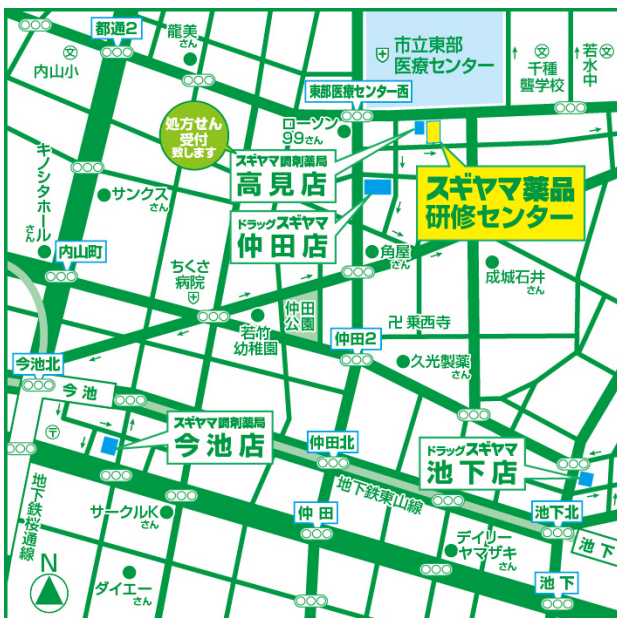 都通2
龍美
さん
文
内山小
市立東部
医療センター
文
千種
聾学校
若水中
文
東部医療センター西
処方せん
受付
致します
ローソン
99さん
スギヤマ調剤薬局
高見店
スギヤマ薬品
研修センター
キノシタホール
さん
サンクス
さん
ドラッグスギヤマ
仲田店
内山町
ちくさ
病院
角屋
さん
成城石井
さん
仲田
公園
卍乗西寺
若竹
幼稚園
仲田2
今池北
久光製薬
さん
今池
〒
スギヤマ調剤薬局
今池店
仲田北
ドラッグスギヤマ
池下店
地下鉄東山線
地下鉄桜通線
サークルK
さん
仲田
池下北
デイリー
ヤマザキ
さん
池下
N
ダイエー
さん
池下